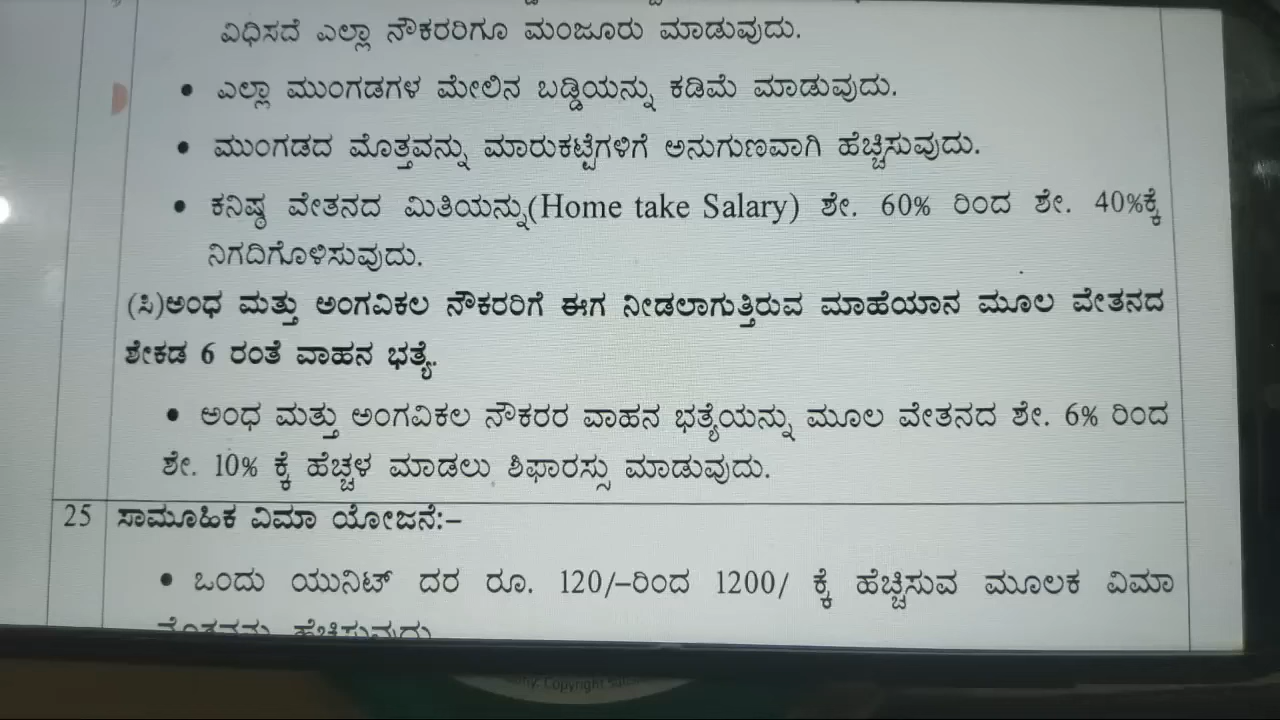 ವಿಧಿಸದೆ ಎಲ್ಲಾ ನೌಕರರಿಗೂ ಮಂಜೂರು ಮಾಡುವುದು.
• ಎಲ್ಲಾ ಮುಂಗಡಗಳ ಮೇಲಿನ ಬಡ್ಡಿಯನ್ನು ಕಡಿಮೆ ಮಾಡುವುದು.
• ಮುಂಗಡದ ಮೊತ್ತವನ್ನು ಮಾರುಕಟ್ಟೆಗಳಿಗೆ ಅನುಗುಣವಾಗಿ ಹೆಚ್ಚಿಸುವುದು.
• ಕನಿಷ್ಠ ವೇತನದ ಮಿತಿಯನ್ನು(Home take Salary) ಶೇ. 60% ರಿಂದ ಶೇ. 40%ಕ್ಕೆ
ನಿಗದಿಗೊಳಿಸುವುದು.
(ಸಿ)ಅಂಧ ಮತ್ತು ಅಂಗವಿಕಲ ನೌಕರರಿಗೆ ಈಗ ನೀಡಲಾಗುತ್ತಿರುವ ಮಾಹೆಯಾನ ಮೂಲ ವೇತನದ
ಶೇಕಡ 6 ರಂತೆ ವಾಹನ ಭತ್ಯೆ.
• ಅಂಧ ಮತ್ತು ಅಂಗವಿಕಲ ನೌಕರರ ವಾಹನ ಭತ್ಯೆಯನ್ನು ಮೂಲ ವೇತನದ ಶೇ. 6% ರಿಂದ
ಶೇ. 10% ಕ್ಕೆ ಹೆಚ್ಚಳ ಮಾಡಲು ಶಿಫಾರಸ್ಸು ಮಾಡುವುದು.
25 ಸಾಮೂಹಿಕ ವಿಮಾ ಯೋಜನೆ:–
• ಒಂದು ಯುನಿಟ್ ದರ ರೂ. 120/–ರಿಂದ 1200/ ಕ್ಕೆ ಹೆಚ್ಚಿಸುವ ಮೂಲಕ ವಿಮಾ
ಹೆಚ್ಚಿಸುವುದು
Copyright